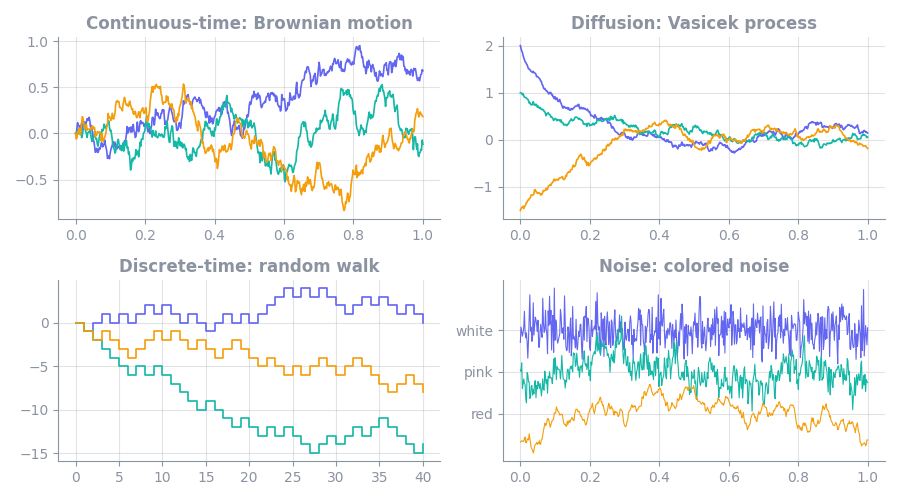 Continuous-time: Brownian motion
1.0
0.5
0.0
−0.5
0.0 0.2 0.4 0.6 0.8 1.0
Diffusion: Vasicek process
2
1
0
−1
0.0 0.2 0.4 0.6 0.8 1.0
Discrete-time: random walk
0
−5
−10
−15
0 5 10 15 20 25 30 35 40
Noise: colored noise
white
pink
red
0.0 0.2 0.4 0.6 0.8 1.0